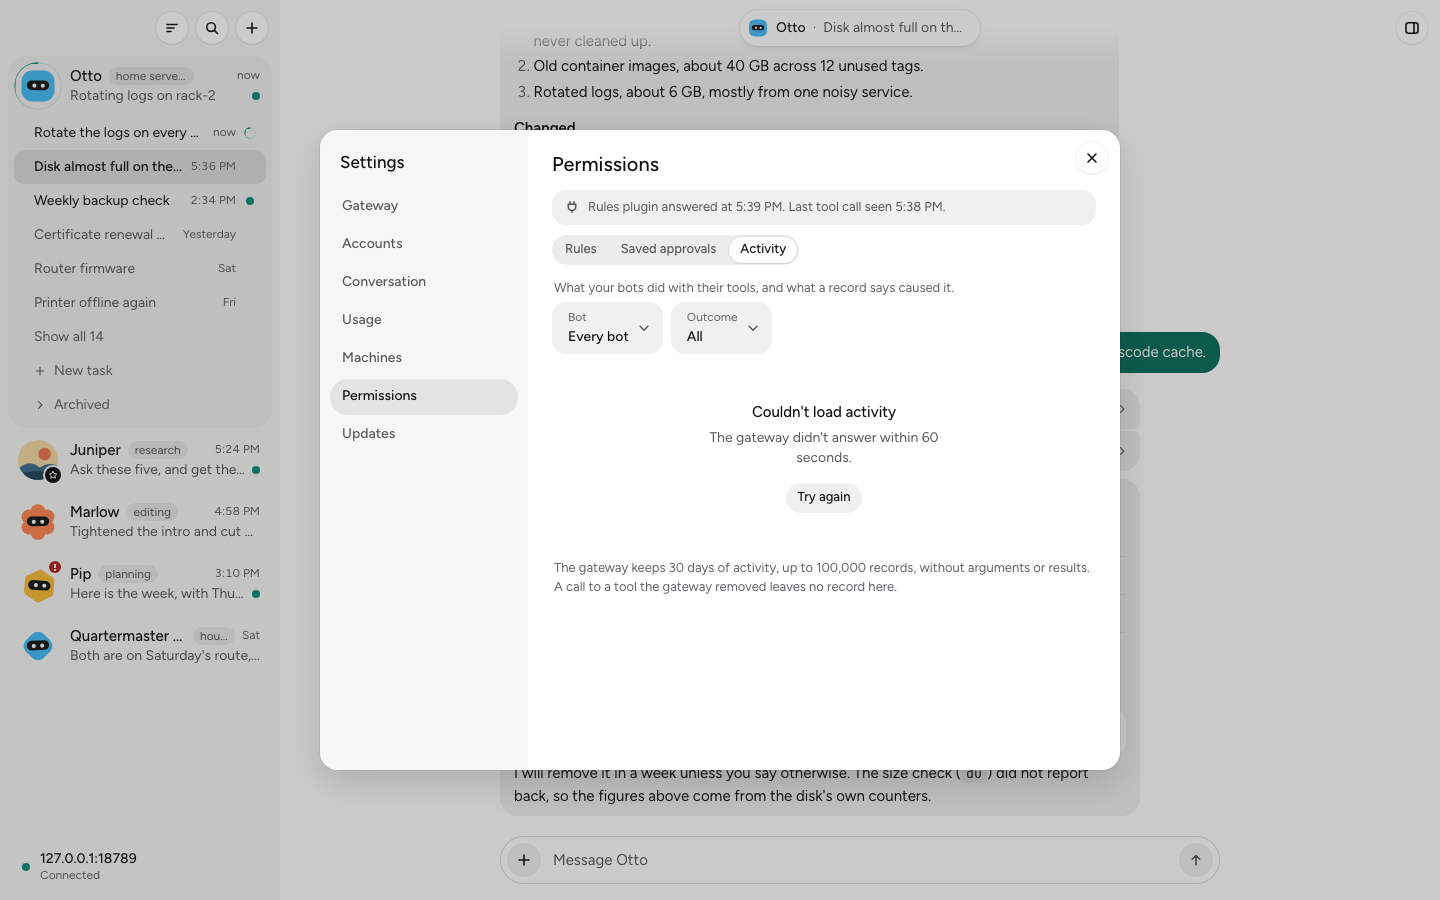 Otto home serve... now
Rotating logs on rack-2
Rotate the logs on every ... now
Disk almost full on the... 5:36 PM
Weekly backup check 2:34 PM
Certificate renewal ... Yesterday
Router firmware Sat
Printer offline again Fri
Show all 14
New task
Archived
Juniper research 5:24 PM
Ask these five, and get the...
Marlow editing 4:58 PM
Tightened the intro and cut ...
Pip planning 3:10 PM
Here is the week, with Thu...
Quartermaster ... hou... Sat
Both are on Saturday's route,...
127.0.0.1:18789
Connected
Otto · Disk almost full on th...
never cleaned up.
2. Old container images, about 40 GB across 12 unused tags.
3. Rotated logs, about 6 GB, mostly from one noisy service.
Changed
scode cache.
Settings
Gateway
Accounts
Conversation
Usage
Machines
Permissions
Updates
Permissions
Rules plugin answered at 5:39 PM. Last tool call seen 5:38 PM.
Rules Saved approvals Activity
What your bots did with their tools, and what a record says caused it.
Bot
Every bot
Outcome
All
Couldn't load activity
The gateway didn't answer within 60
seconds.
Try again
The gateway keeps 30 days of activity, up to 100,000 records, without arguments or results.
A call to a tool the gateway removed leaves no record here.
I will remove it in a week unless you say otherwise. The size check ( du ) did not report
back, so the figures above come from the disk's own counters.
Message Otto